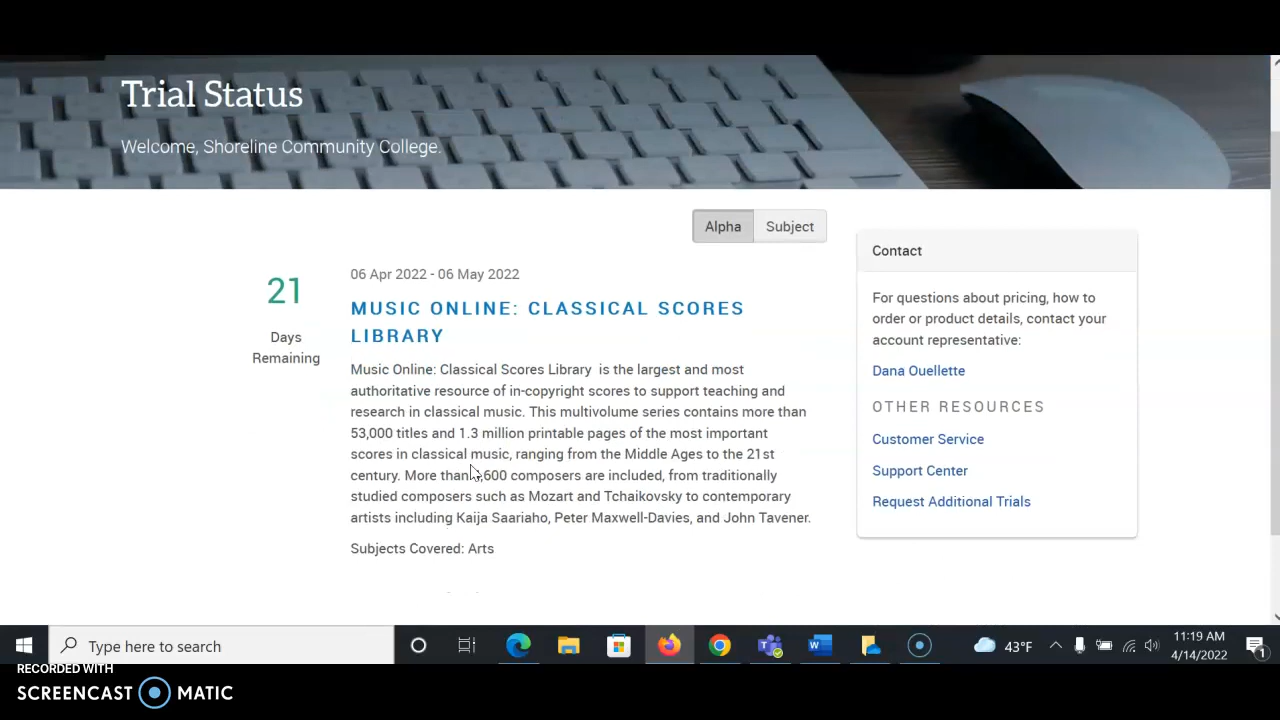 Trial Status
Welcome, Shoreline Community College.
Alpha
Subject
21
Days
Remaining
06 Apr 2022 - 06 May 2022
MUSIC ONLINE: CLASSICAL SCORES
LIBRARY
Music Online: Classical Scores Library is the largest and most
authoritative resource of in-copyright scores to support teaching and
research in classical music. This multivolume series contains more than
53,000 titles and 1.3 million printable pages of the most important
scores in classical music, ranging from the Middle Ages to the 21st
century. More than ,600 composers are included, from traditionally
studied composers such as Mozart and Tchaikovsky to contemporary
artists including Kaija Saariaho, Peter Maxwell-Davies, and John Tavener.
Subjects Covered: Arts
Contact
For questions about pricing, how to
order or product details, contact your
account representative:
Dana Ouellette
OTHER RESOURCES
Customer Service
Support Center
Request Additional Trials
Type here to search
43°F
11:19 AM
4/14/2022
1
RECORDED WITH
SCREENCAST MATIC